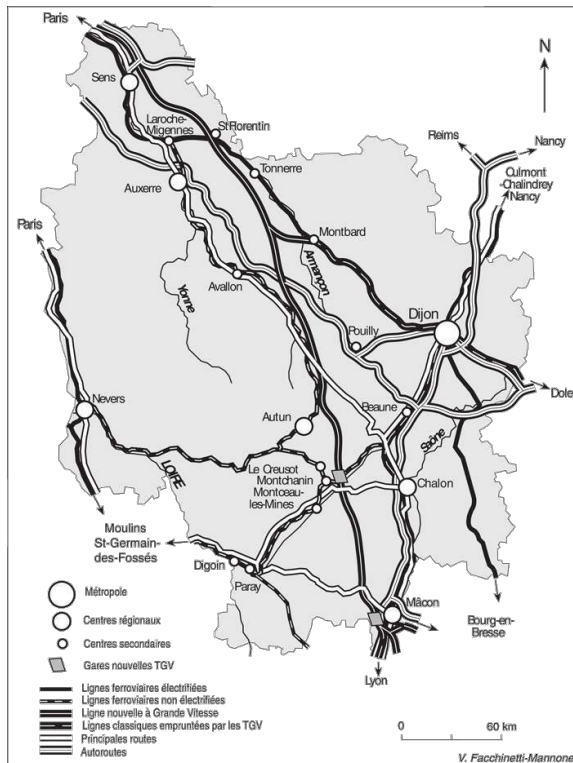 Paris
N
Sens
Laroche-
Migennes
St Florentin
Reims
Nancy
Culmont
-Chalindrey
Nancy
Tonnerre
Auxerre
Paris
Montbard
Armançon
Avallon
Yonne
Dijon
Pouilly
Dole
Nevers
Beaune
Autun
Saône
LOIRE
Le Creusot
Montchanin
Montceau-
les-Mines
Chalon
Moulins
St-Germain-
des-Fossés
Digoin
Paray
Mâcon
Bourg-en-
Bresse
Lyon
Métropole
Centres régionaux
Centres secondaires
Gares nouvelles TGV
Lignes ferroviaires électrifiées
Lignes ferroviaires non électrifiées
Ligne nouvelle à Grande Vitesse
Lignes classiques empruntées par les TGV
Principales routes
Autoroutes
0 60 km
V. Facchinetti-Mannone